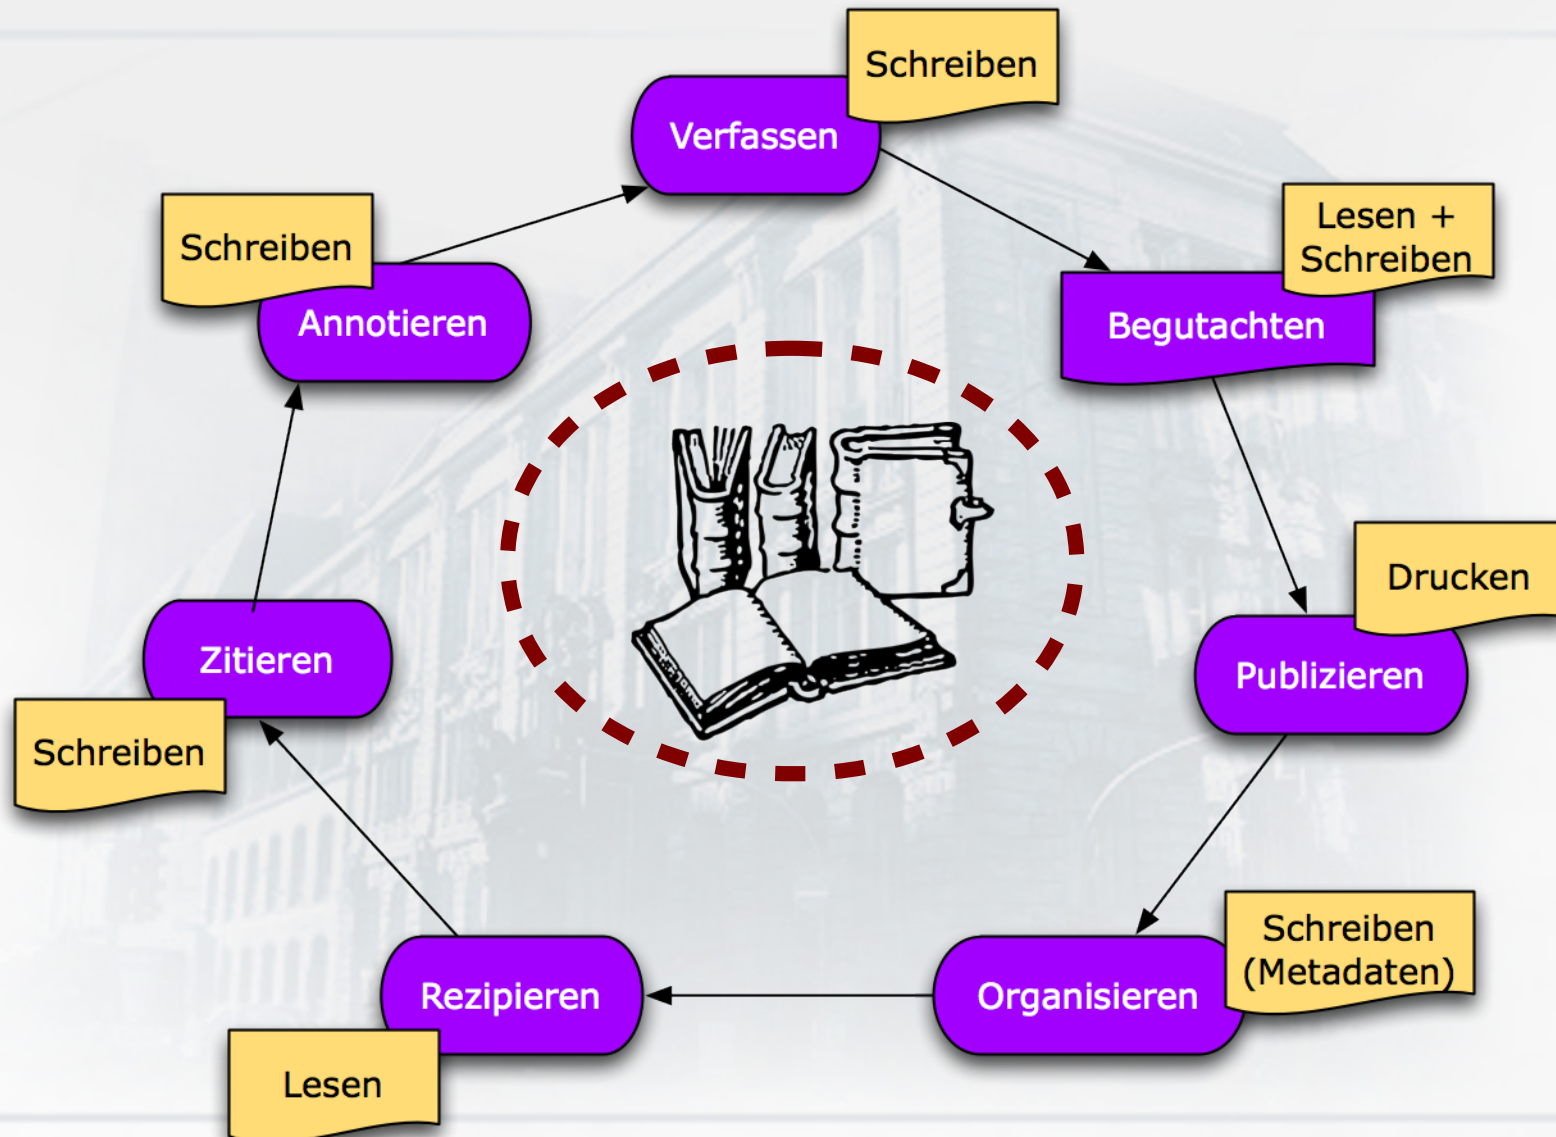 Schreiben
Verfassen
Lesen +
Schreiben
Begutachten
Drucken
Publizieren
Schreiben
(Metadaten)
Organisieren
Rezipieren
Lesen
Zitieren
Schreiben
Schreiben
Annotieren